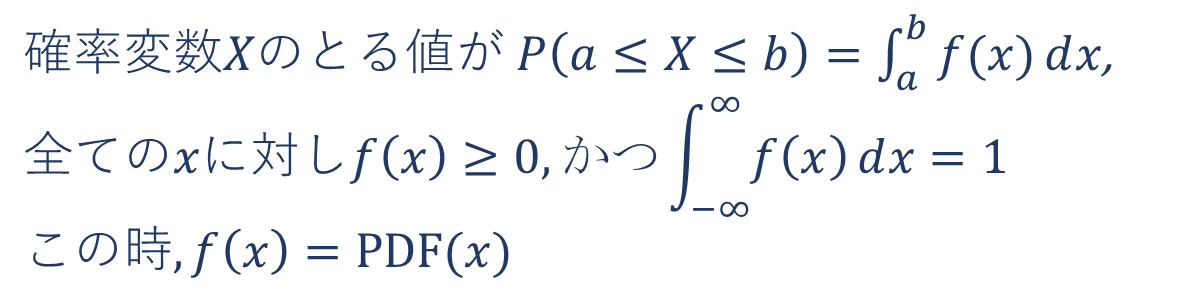 確率変数Xのとる値が P(a ≤ X ≤ b) = ∫_a^b f(x) dx,
全てのxに対しf(x) ≥ 0, かつ ∫_{-∞}^{∞} f(x) dx = 1
この時, f(x) = PDF(x)